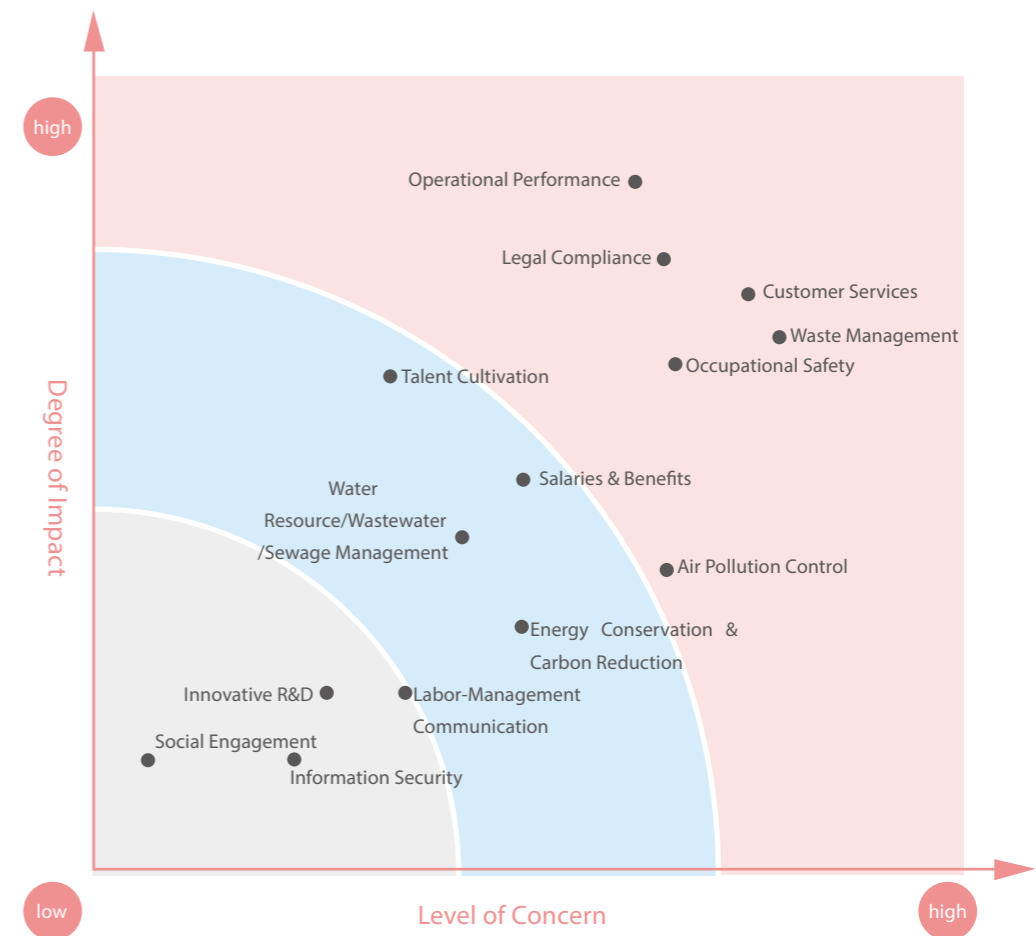 high
Operational Performance
Legal Compliance
Customer Services
Waste Management
Occupational Safety
Talent Cultivation
Degree of Impact
Salaries & Benefits
Water
Resource/Wastewater
/Sewage Management
Air Pollution Control
Energy Conservation &
Carbon Reduction
Innovative R&D
Labor-Management
Communication
Social Engagement
Information Security
low
Level of Concern
high